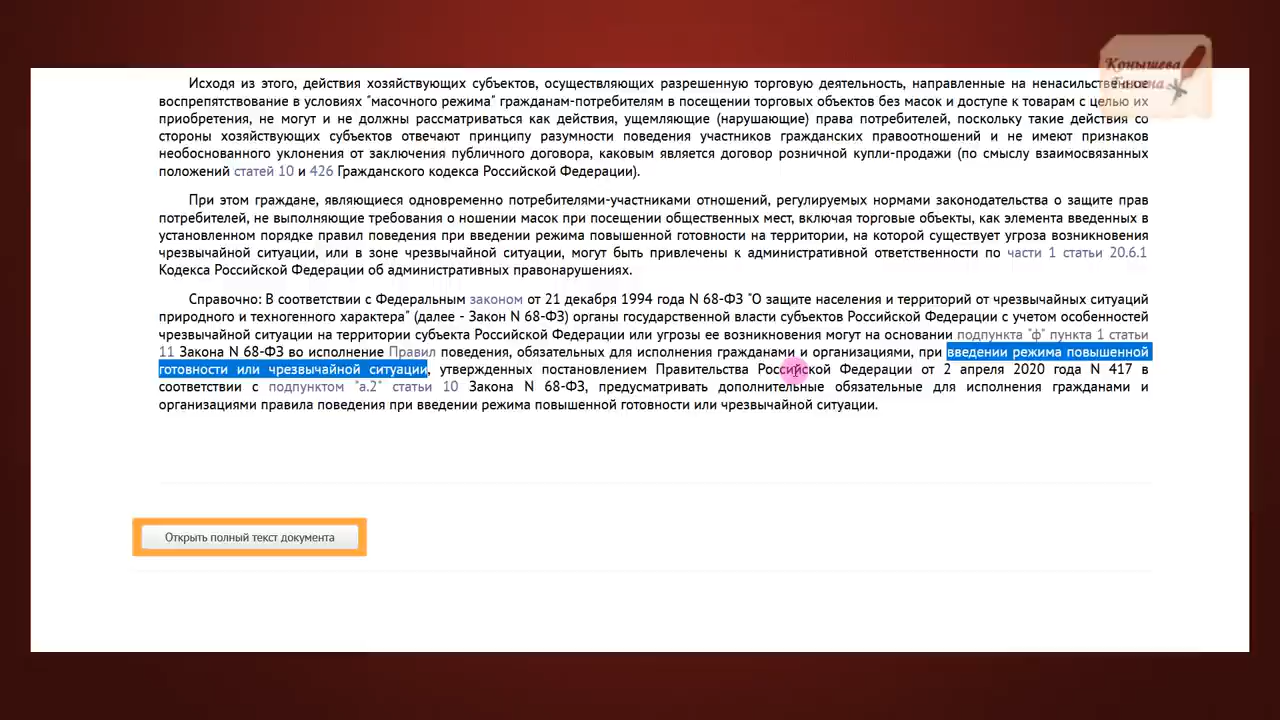 Конышева
Евгена
Исходя из этого, действия хозяйствующих субъектов, осуществляющих разрешенную торговую деятельность, направленные на ненасильственное
воспрепятствование в условиях "масочного режима" гражданам-потребителям в посещении торговых объектов без масок и доступе к товарам с целью их
приобретения, не могут и не должны рассматриваться как действия, ущемляющие (нарушающие) права потребителей, поскольку такие действия со
стороны хозяйствующих субъектов отвечают принципу разумности поведения участников гражданских правоотношений и не имеют признаков
необоснованного уклонения от заключения публичного договора, каковым является договор розничной купли-продажи (по смыслу взаимосвязанных
положений статей 10 и 426 Гражданского кодекса Российской Федерации).
При этом граждане, являющиеся одновременно потребителями-участниками отношений, регулируемых нормами законодательства о защите прав
потребителей, не выполняющие требования о ношении масок при посещении общественных мест, включая торговые объекты, как элемента введенных в
установленном порядке правил поведения при введении режима повышенной готовности на территории, на которой существует угроза возникновения
чрезвычайной ситуации, или в зоне чрезвычайной ситуации, могут быть привлечены к административной ответственности по части 1 статьи 20.6.1
Кодекса Российской Федерации об административных правонарушениях.
Справочно: В соответствии с Федеральным законом от 21 декабря 1994 года N 68-ФЗ "О защите населения и территорий от чрезвычайных ситуаций
природного и техногенного характера" (далее - Закон N 68-ФЗ) органы государственной власти субъектов Российской Федерации с учетом особенностей
чрезвычайной ситуации на территории субъекта Российской Федерации или угрозы ее возникновения могут на основании подпункта "ф" пункта 1 статьи
11 Закона N 68-ФЗ во исполнение Правил поведения, обязательных для исполнения гражданами и организациями, при введении режима повышенной
готовности или чрезвычайной ситуации, утвержденных постановлением Правительства Российской Федерации от 2 апреля 2020 года N 417 в
соответствии с подпунктом "а.2" статьи 10 Закона N 68-ФЗ, предусматривать дополнительные обязательные для исполнения гражданами и
организациями правила поведения при введении режима повышенной готовности или чрезвычайной ситуации.
Открыть полный текст документа